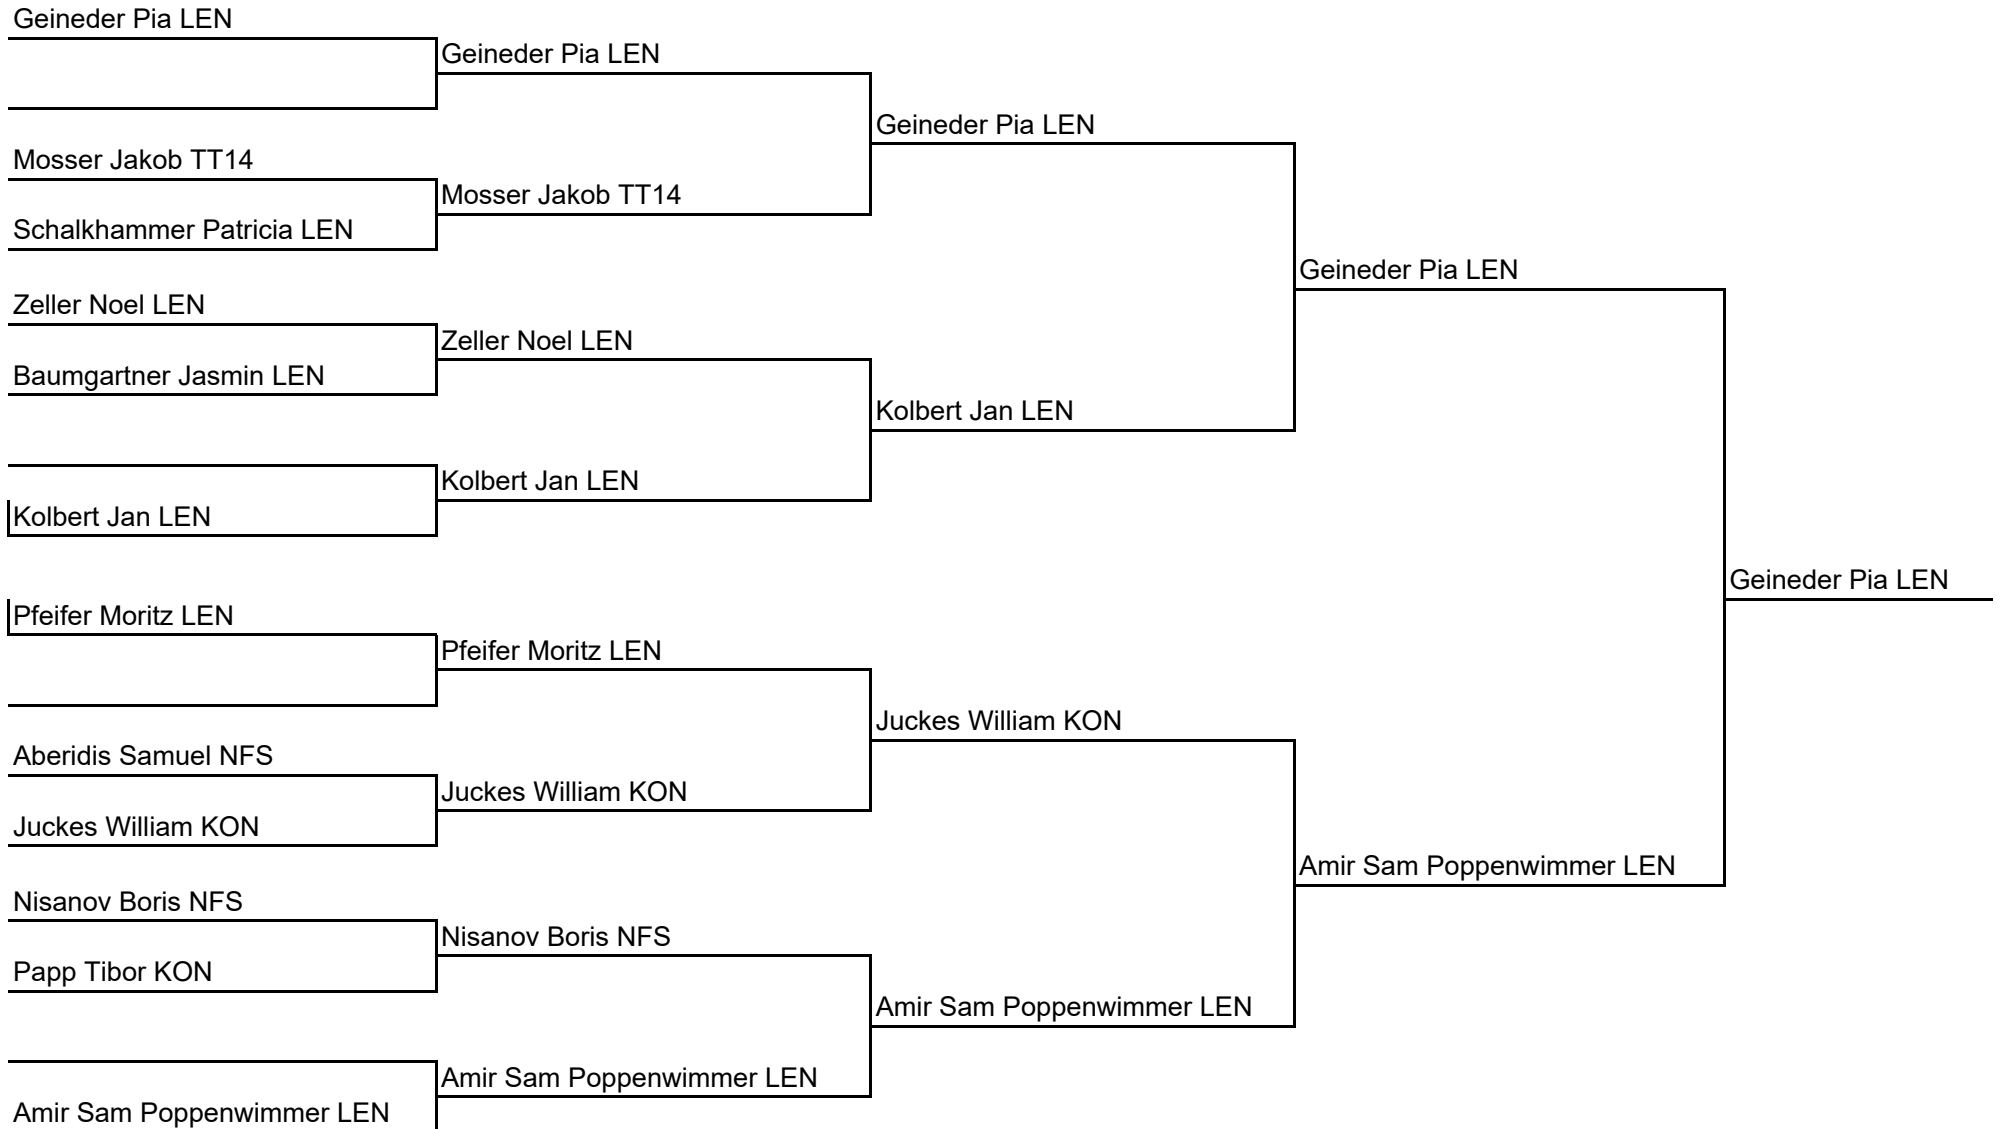 Geineder Pia LEN
Geineder Pia LEN
Geineder Pia LEN
Mosser Jakob TT14
Mosser Jakob TT14
Schalkhammer Patricia LEN
Geineder Pia LEN
Zeller Noel LEN
Zeller Noel LEN
Baumgartner Jasmin LEN
Kolbert Jan LEN
Kolbert Jan LEN
Kolbert Jan LEN
Geineder Pia LEN
Pfeifer Moritz LEN
Pfeifer Moritz LEN
Juckes William KON
Aberidis Samuel NFS
Juckes William KON
Juckes William KON
Amir Sam Poppenwimmer LEN
Nisanov Boris NFS
Nisanov Boris NFS
Papp Tibor KON
Amir Sam Poppenwimmer LEN
Amir Sam Poppenwimmer LEN
Amir Sam Poppenwimmer LEN